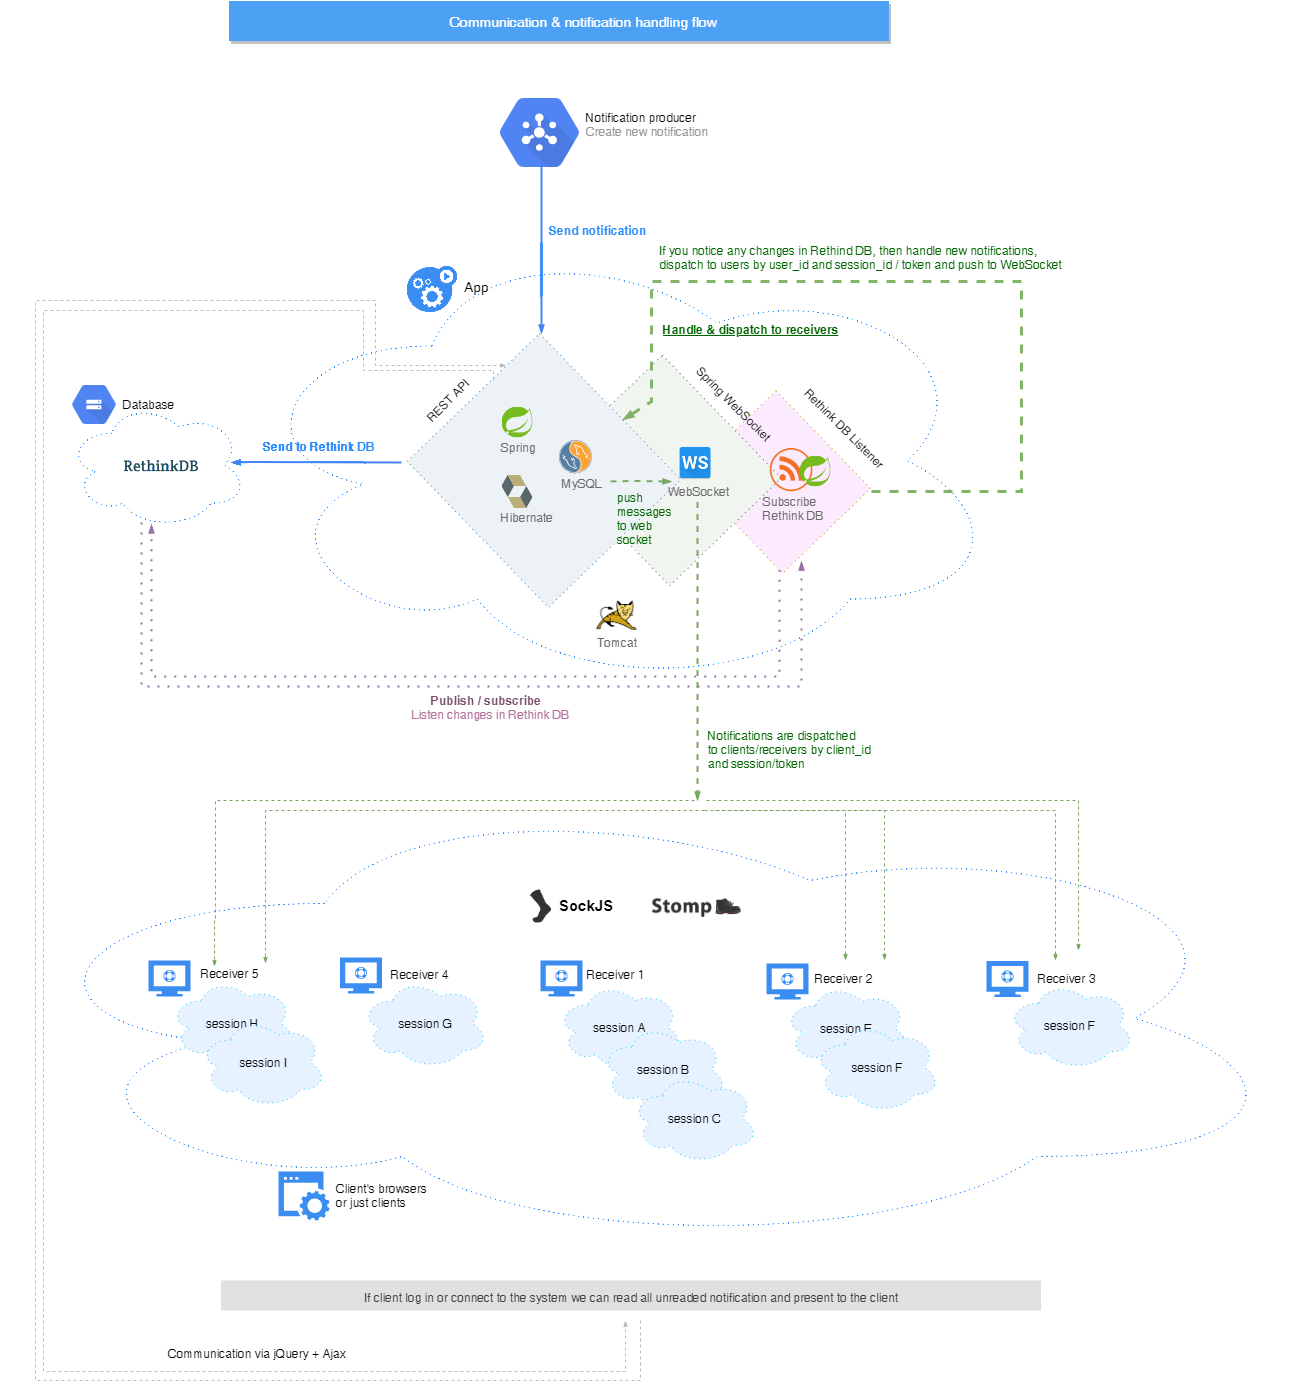 Communication & notification handling flow
Notification producer
Create new notification
Send notification
If you notice any changes in Rethind DB, then handle new notifications,
dispatch to users by user_id and session_id / token and push to WebSocket
App
Handle & dispatch to receivers
REST API
Spring WebSocket
Rethink DB Listener
Database
RethinkDB
Send to Rethink DB
Spring
MySQL
Hibernate
WS
WebSocket
push
messages
to web
socket
Subscribe
Rethink DB
Tomcat
Publish / subscribe
Listen changes in Rethink DB
Notifications are dispatched
to clients/receivers by client_id
and session/token
SockJS
Stomp
Receiver 5
Receiver 4
Receiver 1
Receiver 2
Receiver 3
session H
session I
session G
session A
session B
session C
session E
session F
session F
Client's browsers
or just clients
If client log in or connect to the system we can read all unreaded notification and present to the client
Communication via jQuery + Ajax